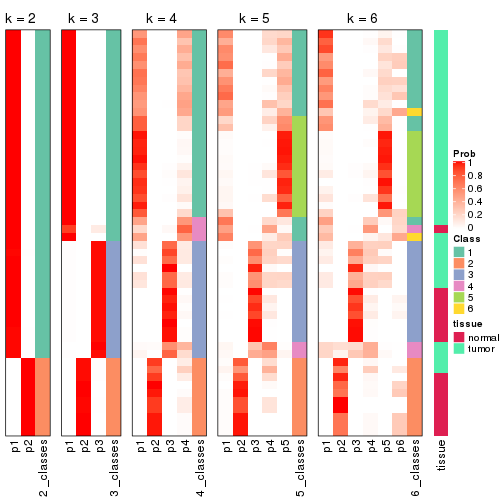 k = 2 k = 3 k = 4 k = 5 k = 6
Prob
1
0.8
0.6
0.4
0.2
0
Class
1
2
3
4
5
6
tissue
normal
tumor
p1 p2 2_classes p1 p2 p3 3_classes p1 p2 p3 p4 4_classes p1 p2 p3 p4 p5 5_classes p1 p2 p3 p4 p5 p6 6_classes tissue